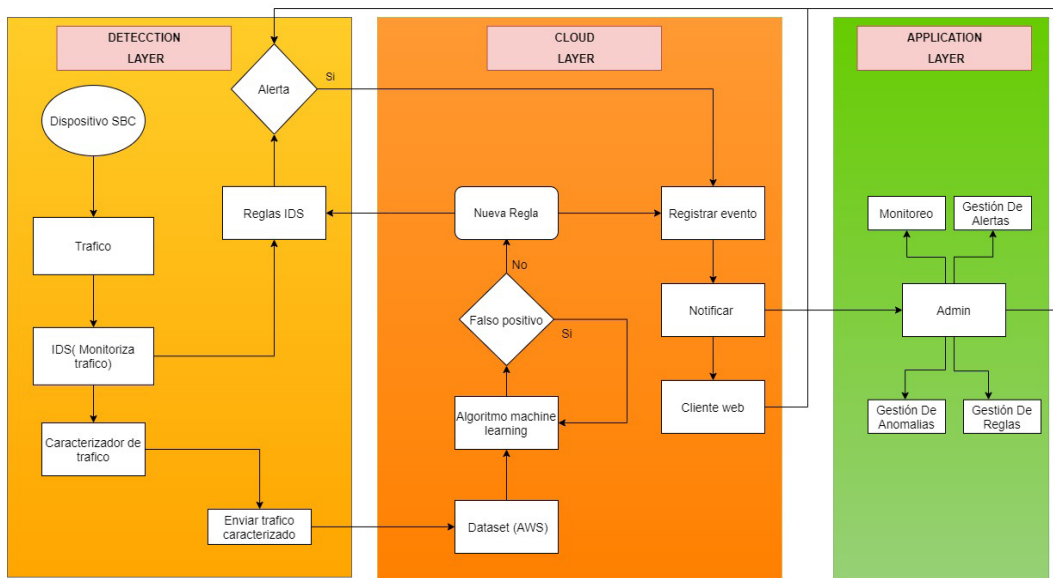 DETECCTION
LAYER
CLOUD
LAYER
APPLICATION
LAYER
Dispositivo SBC
Alerta
Si
Trafico
Reglas IDS
IDS( Monitoriza
trafico)
Caracterizador de
trafico
Enviar trafico
caracterizado
Nueva Regla
No
Falso positivo
Si
Algoritmo machine
learning
Dataset (AWS)
Registrar evento
Notificar
Cliente web
Monitoreo
Gestión De
Alertas
Admin
Gestión De
Anomalias
Gestión De
Reglas